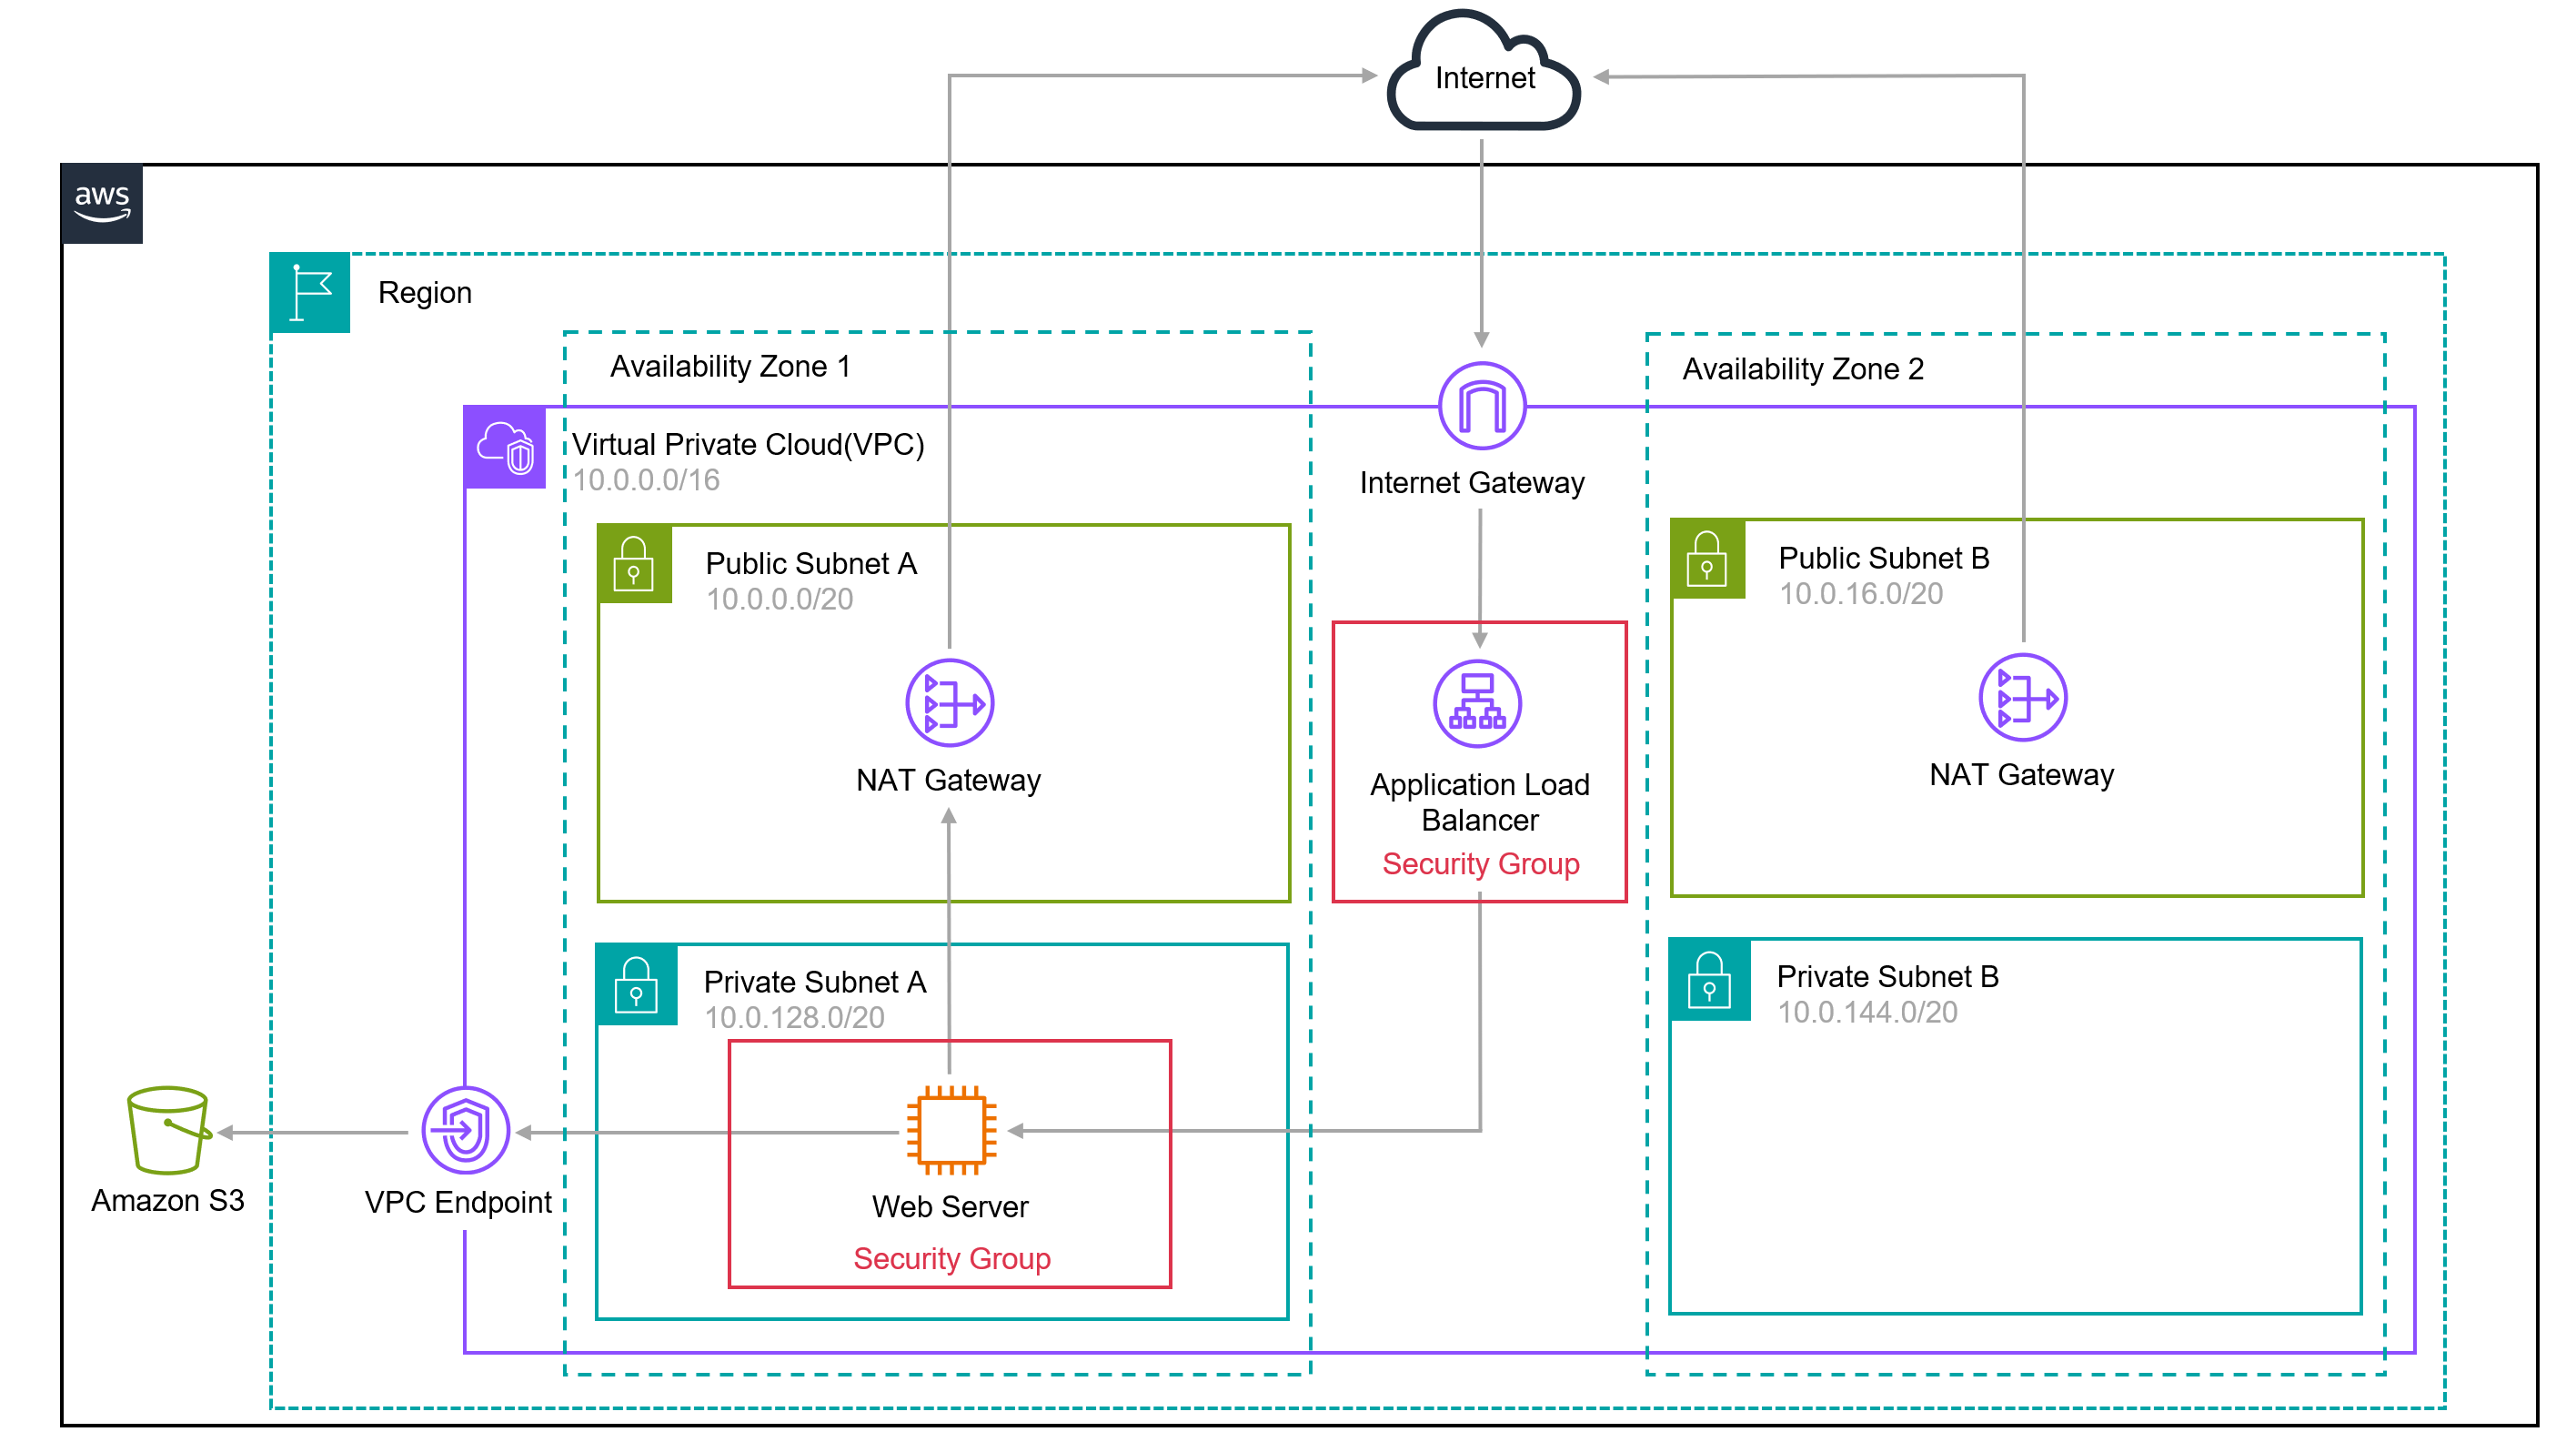 Internet
aws
Region
Availability Zone 1
Availability Zone 2
Virtual Private Cloud(VPC)
10.0.0.0/16
Internet Gateway
Public Subnet A
10.0.0.0/20
Public Subnet B
10.0.16.0/20
NAT Gateway
Application Load
Balancer
Security Group
NAT Gateway
Private Subnet A
10.0.128.0/20
Private Subnet B
10.0.144.0/20
Amazon S3
VPC Endpoint
Web Server
Security Group